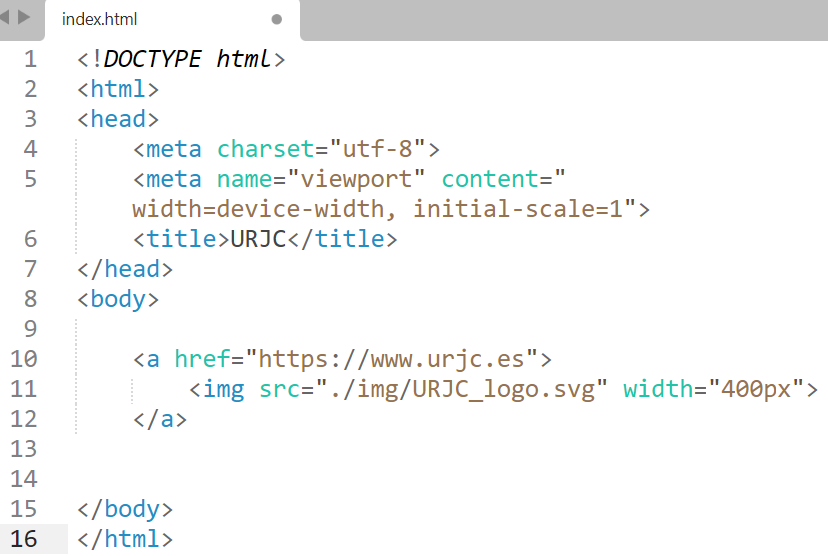 index.html
1 <!DOCTYPE html>
2 <html>
3 <head>
4 <meta charset="utf-8">
5 <meta name="viewport" content="
width=device-width, initial-scale=1">
6 <title>URJC</title>
7 </head>
8 <body>
9
10 <a href="https://www.urjc.es">
11 <img src="./img/URJC_logo.svg" width="400px">
12 </a>
13
14
15 </body>
16 </html>